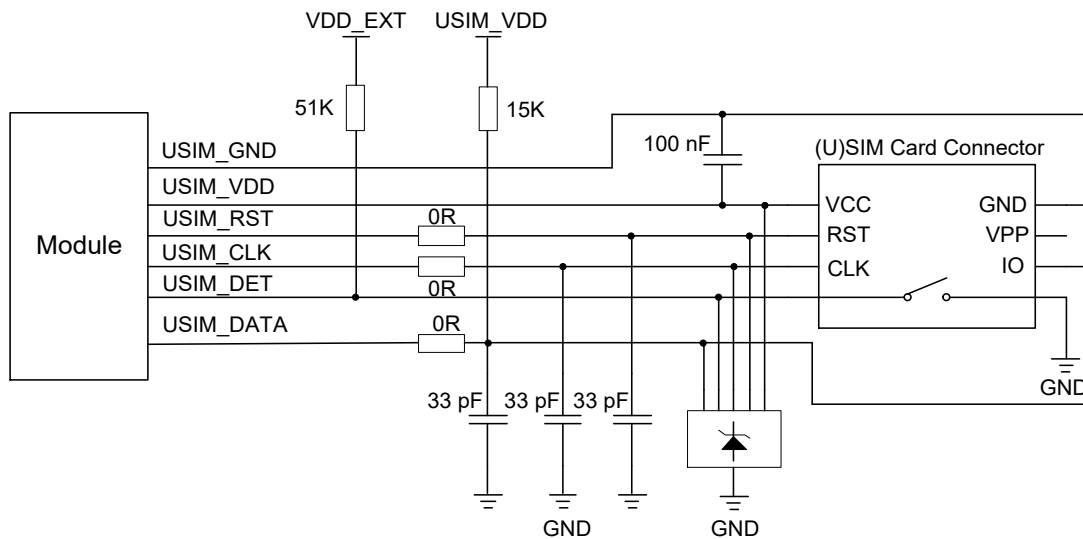 VDD_EXT
USIM_VDD
51K
15K
USIM_GND
100 nF
(U)SIM Card Connector
USIM_VDD
VCC
GND
USIM_RST
0R
RST
VPP
Module
USIM_CLK
CLK
IO
USIM_DET
0R
USIM_DATA
0R
GND
33 pF
33 pF
33 pF
GND
GND